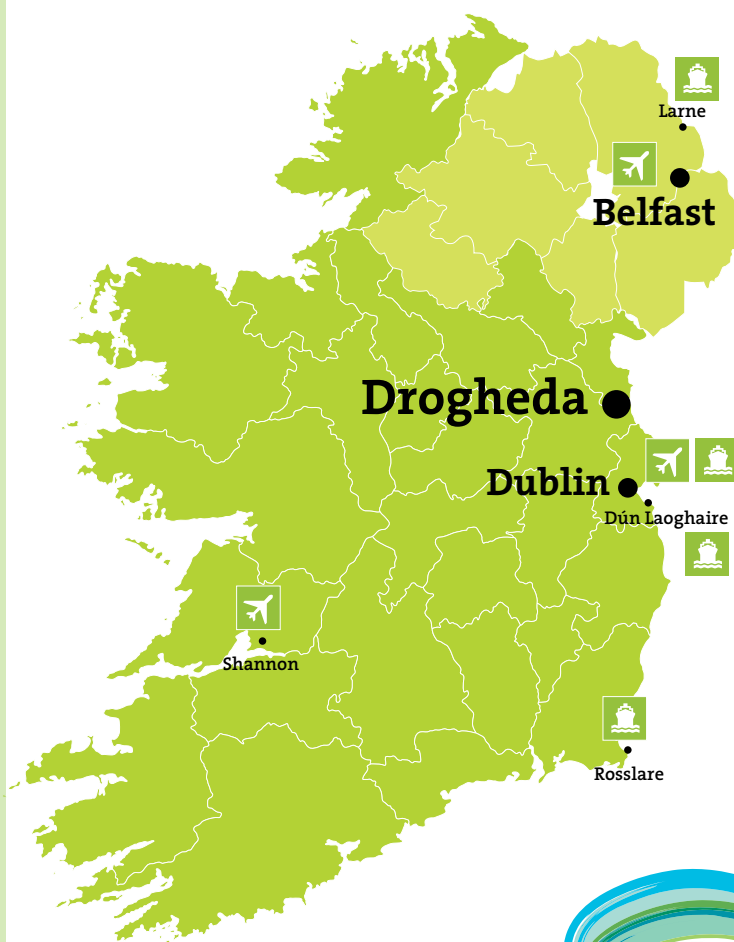 Larne
Belfast
Drogheda
Dublin
Dún Laoghaire
Shannon
Rosslare